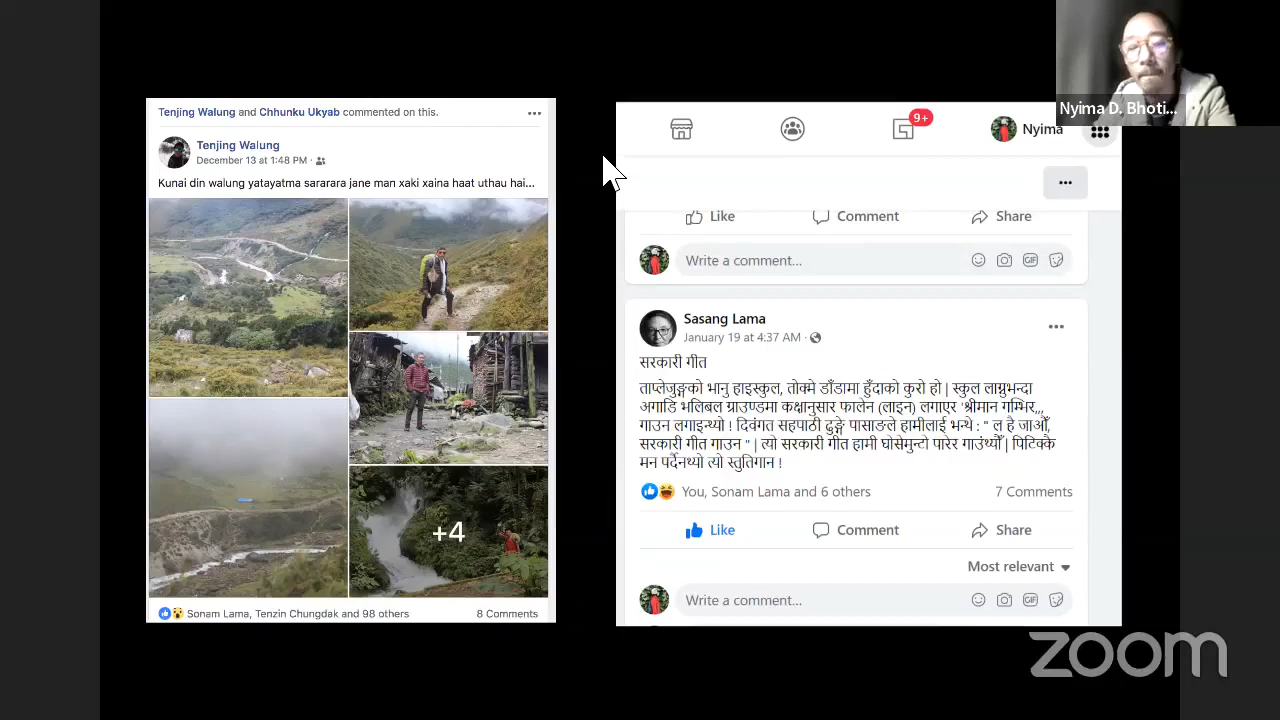 Tenjing Walung and Chhunku Ukyab commented on this.
Tenjing Walung
December 13 at 1:48 PM ·
Kunai din walung yatayatma sararara jane man xaki xaina haat uthau hai...
+4
Sonam Lama, Tenzin Chungdak and 98 others 8 Comments
9+
Nyima
Like Comment Share
Write a comment...
GIF
Sasang Lama
January 19 at 4:37 AM ·
सरकारी गीत
ताप्लेजुङ्गको भानु हाइस्कुल, तोक्मे डाँडामा हुँदाको कुरो हो | स्कुल लाग्नुभन्दा
अगाडि भलिबल ग्राउण्डमा कक्षानुसार फालेन (लाइन) लगाएर 'श्रीमान गम्भिर,,,
गाउन लगाइन्थ्यो ! दिवंगत सहपाठी ढुङ्गे पासाङले हामीलाई भन्थे : " ल है जाऔँ,
सरकारी गीत गाउन " | त्यो सरकारी गीत हामी घोसेमुन्टो पारेर गाउंथ्यौँ | पिटिक्कै
मन पर्दैनथ्यो त्यो स्तुतिगान !
You, Sonam Lama and 6 others 7 Comments
Like Comment Share
Most relevant
Write a comment...
GIF
Nyima D. Bhoti...
zoom